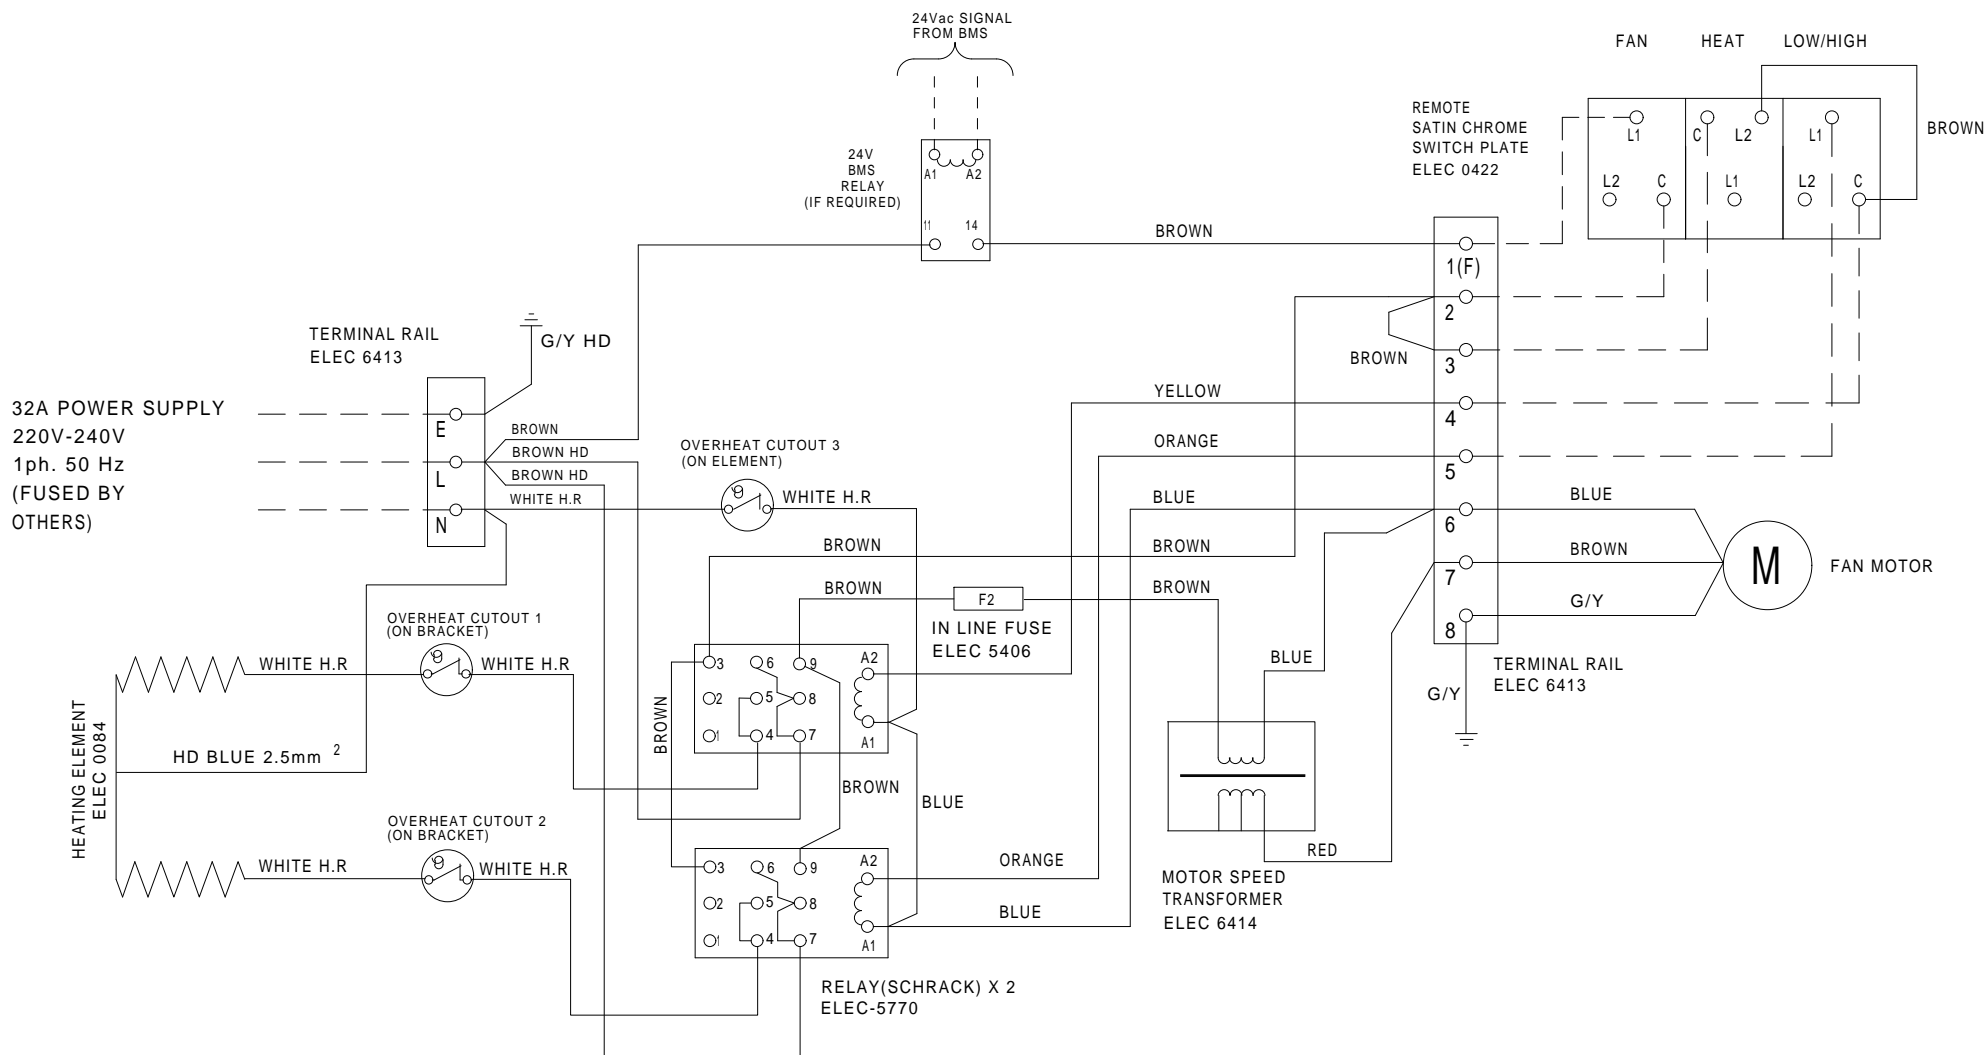 24Vac SIGNAL
FROM BMS
FAN
HEAT
LOW/HIGH
REMOTE
SATIN CHROME
SWITCH PLATE
ELEC 0422
L1
C
L2
L1
BROWN
L2
C
L1
L2
C
24V
BMS
RELAY
(IF REQUIRED)
A1
A2
11
14
BROWN
1(F)
2
BROWN
3
YELLOW
4
ORANGE
5
BLUE
6
BROWN
7
BROWN
8
BLUE
BROWN
G/Y
M
FAN MOTOR
TERMINAL RAIL
ELEC 6413
G/Y
TERMINAL RAIL
ELEC 6413
G/Y HD
32A POWER SUPPLY
220V-240V
1ph. 50 Hz
(FUSED BY
OTHERS)
E
L
N
BROWN
BROWN HD
BROWN HD
WHITE H.R
OVERHEAT CUTOUT 3
(ON ELEMENT)
WHITE H.R
BROWN
BROWN
F2
IN LINE FUSE
ELEC 5406
OVERHEAT CUTOUT 1
(ON BRACKET)
WHITE H.R
WHITE H.R
HEATING ELEMENT
ELEC 0084
HD BLUE 2.5mm 2
OVERHEAT CUTOUT 2
(ON BRACKET)
WHITE H.R
WHITE H.R
BROWN
3
6
9
A2
2
5
8
1
4
7
A1
BROWN
BLUE
3
6
9
A2
2
5
8
1
4
7
A1
ORANGE
BLUE
RELAY(SCHRACK) X 2
ELEC-5770
BLUE
RED
MOTOR SPEED
TRANSFORMER
ELEC 6414